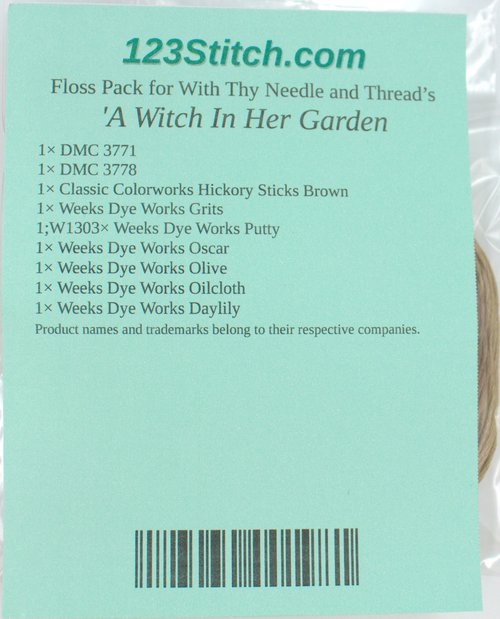 123Stitch.com
Floss Pack for With Thy Needle and Thread's
'A Witch In Her Garden
1× DMC 3771
1× DMC 3778
1× Classic Colorworks Hickory Sticks Brown
1× Weeks Dye Works Grits
1;W1303× Weeks Dye Works Putty
1× Weeks Dye Works Oscar
1× Weeks Dye Works Olive
1× Weeks Dye Works Oilcloth
1× Weeks Dye Works Daylily
Product names and trademarks belong to their respective companies.